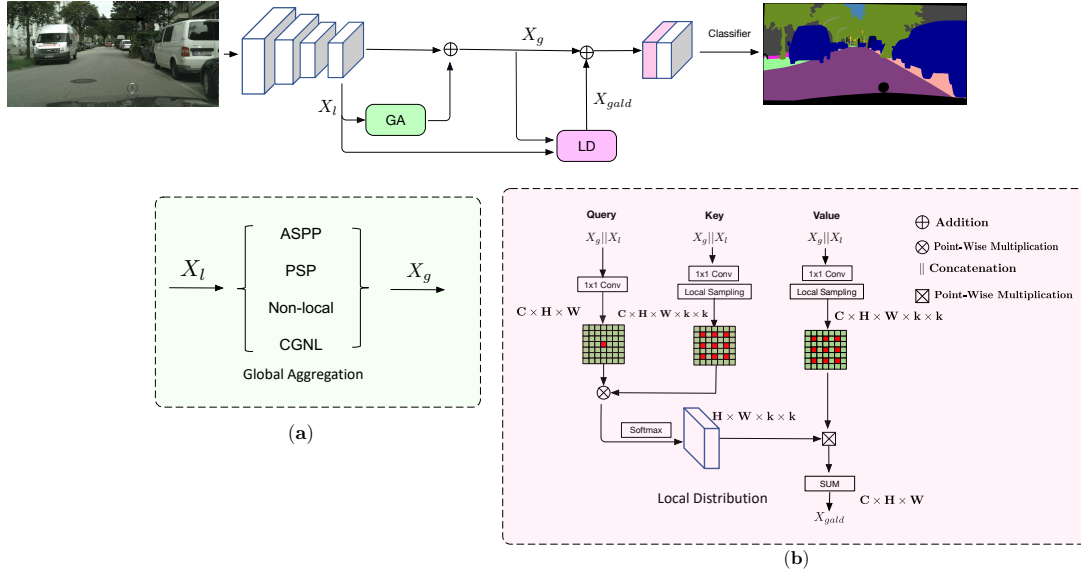 X_g
Classifier
X_l
GA
X_gald
LD
ASPP
PSP
Non-local
CGNL
X_l
X_g
Global Aggregation
(a)
Query
Key
Value
X_g||X_l
X_g||X_l
X_g||X_l
⊕ Addition
⊗ Point-Wise Multiplication
|| Concatenation
⊠ Point-Wise Multiplication
1x1 Conv
1x1 Conv
1x1 Conv
Local Sampling
Local Sampling
C × H × W
C × H × W × k × k
C × H × W × k × k
Softmax
H × W × k × k
SUM
C × H × W
Local Distribution
X_gald
(b)